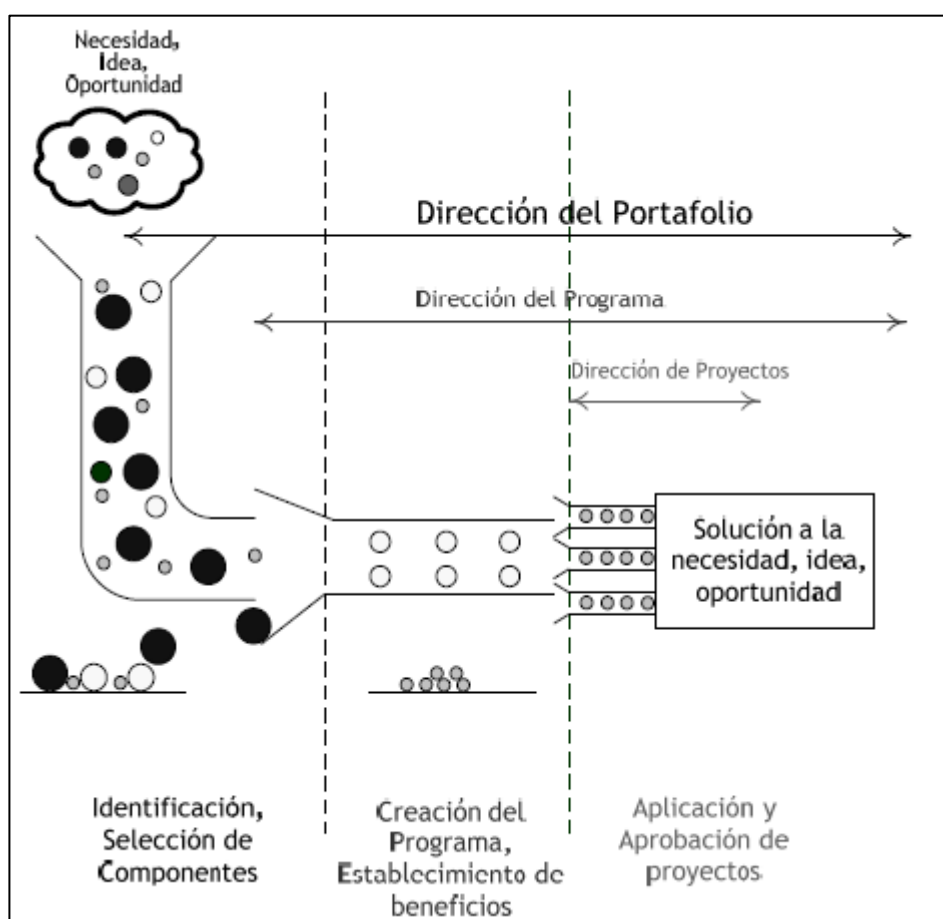 Necesidad,
Idea,
Oportunidad
Dirección del Portafolio
Dirección del Programa
Dirección de Proyectos
Solución a la
necesidad, idea,
oportunidad
Identificación,
Selección de
Componentes
Creación del
Programa,
Establecimiento de
beneficios
Aplicación y
Aprobación de
proyectos